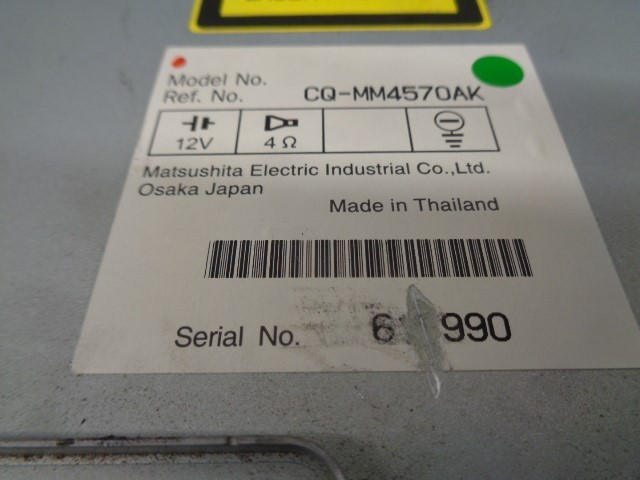 Model No.
Ref. No. CQ-MM4570AK
12V 4 Ω
Matsushita Electric Industrial Co.,Ltd.
Osaka Japan
Made in Thailand
Serial No.